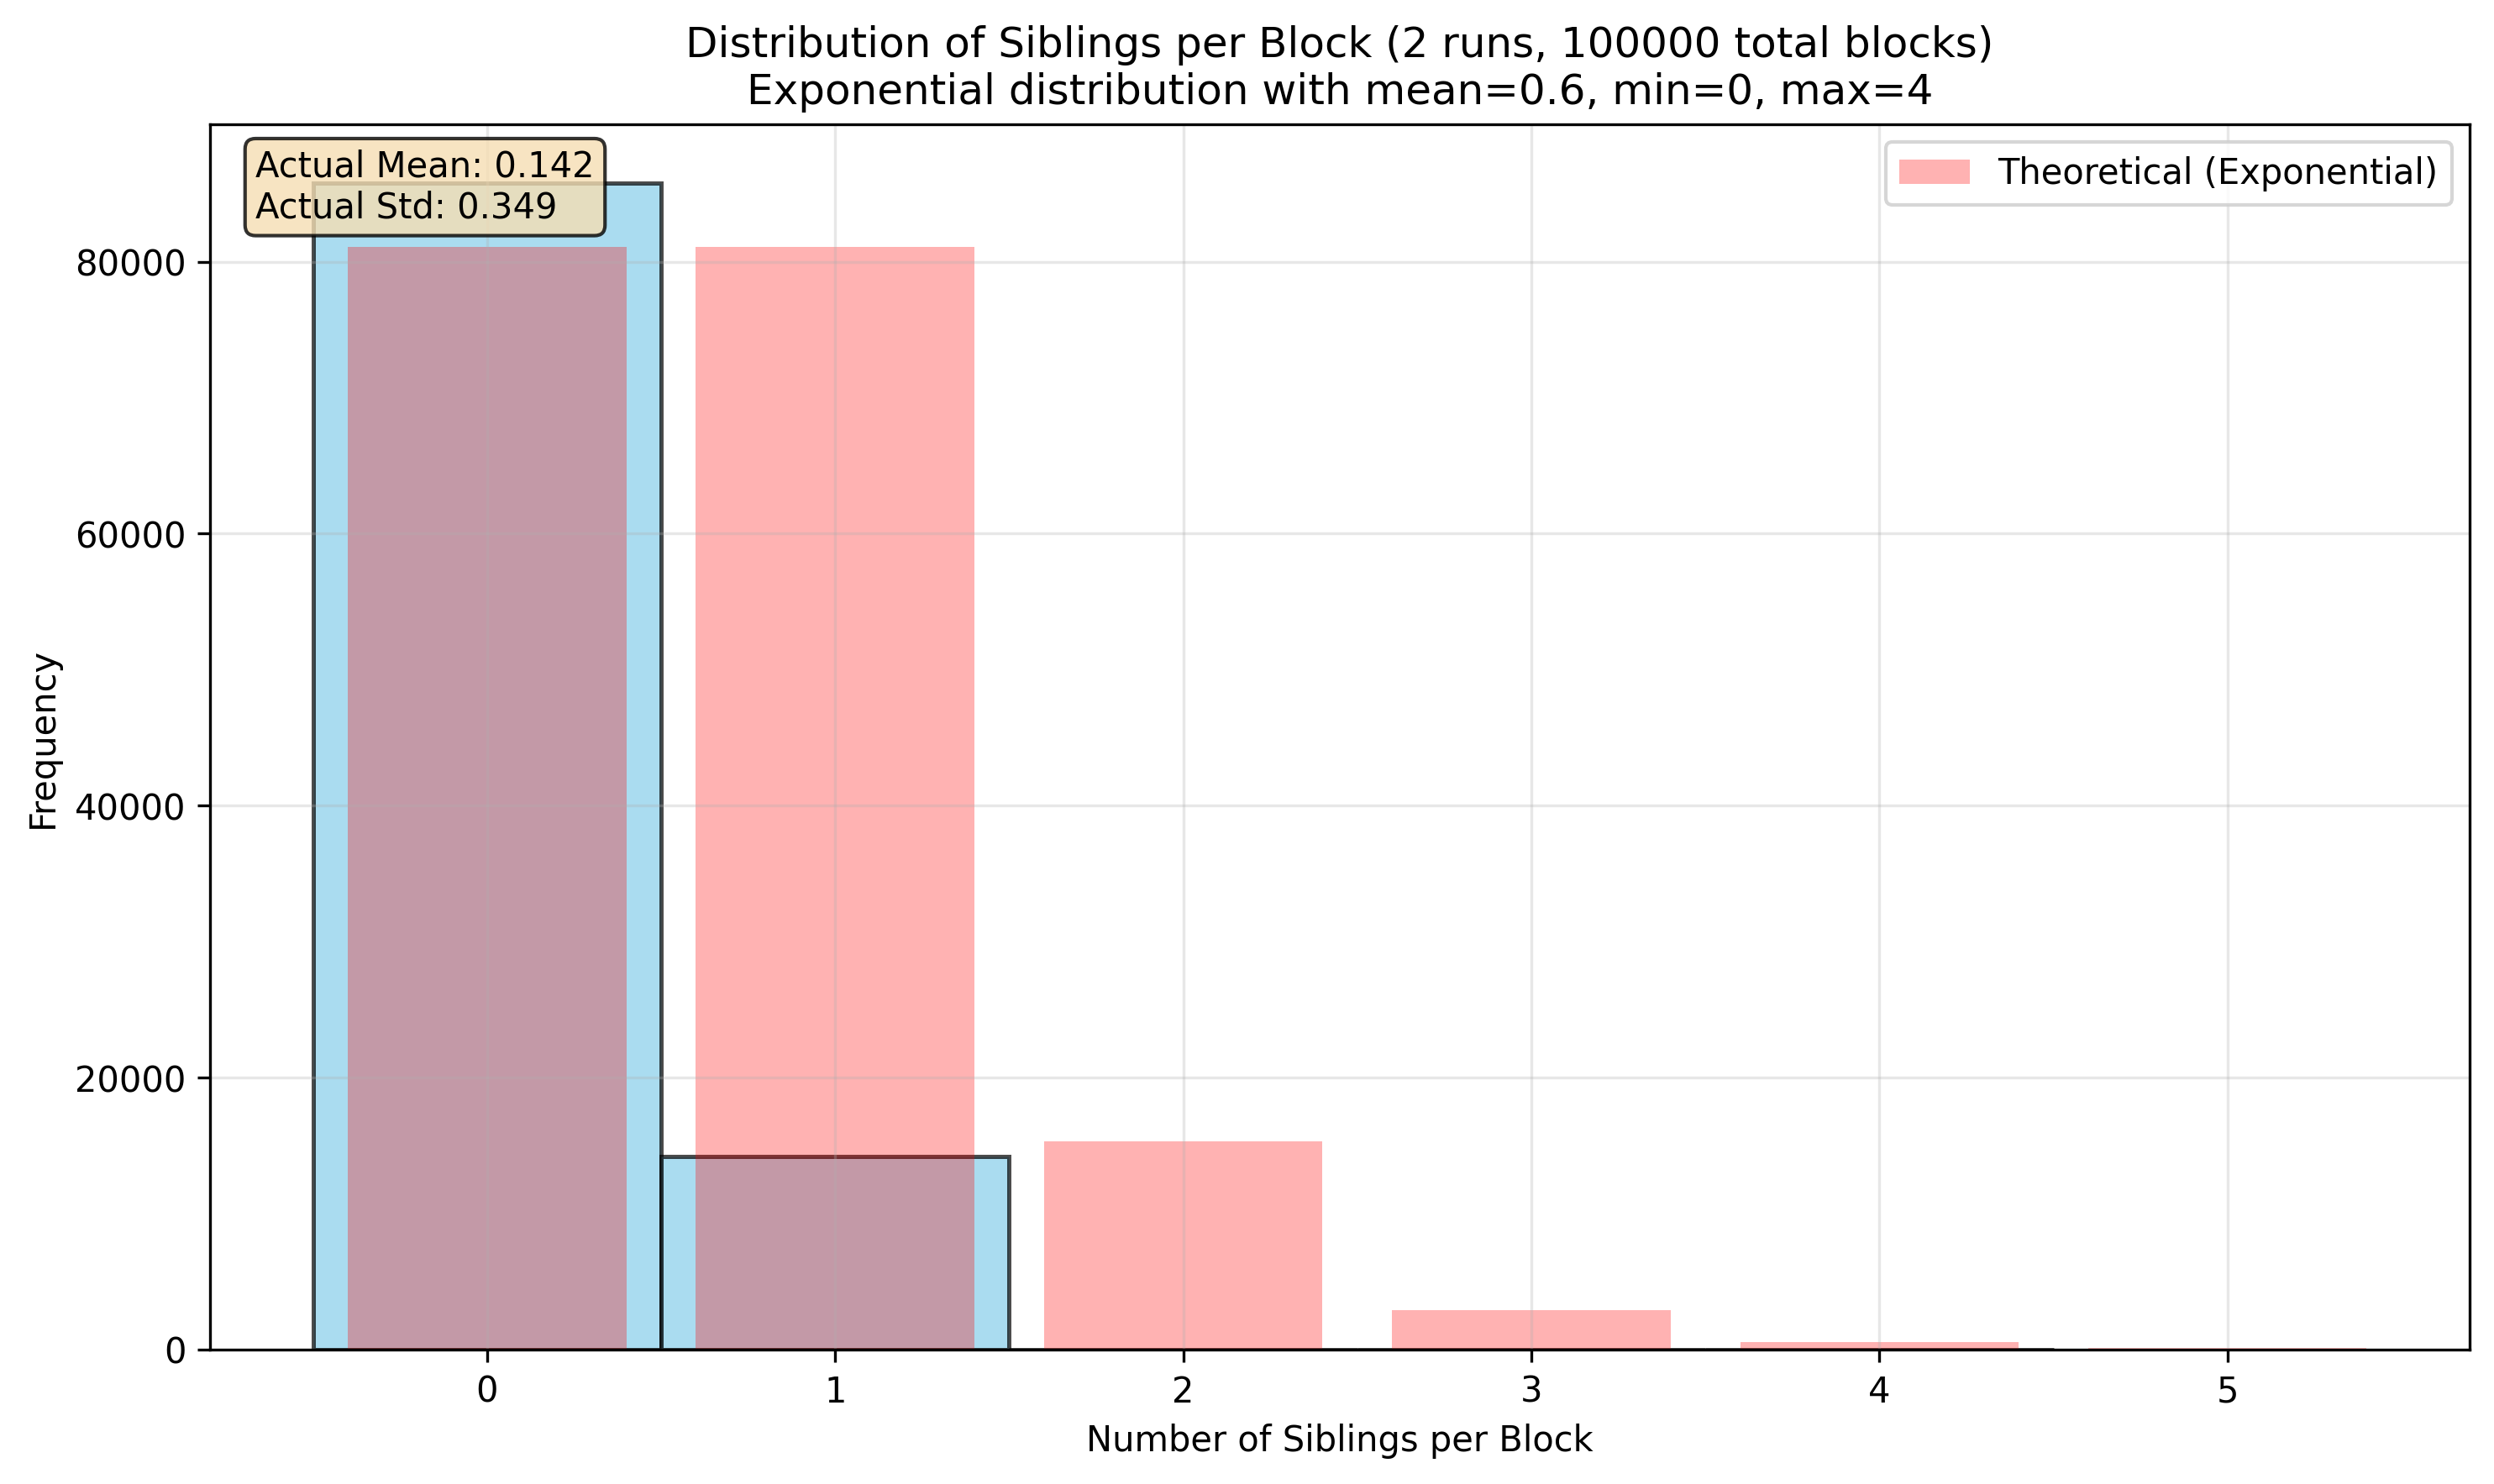 Distribution of Siblings per Block (2 runs, 100000 total blocks)
Exponential distribution with mean=0.6, min=0, max=4
Actual Mean: 0.142
Actual Std: 0.349
Theoretical (Exponential)
80000
60000
40000
20000
0
Frequency
0 1 2 3 4 5
Number of Siblings per Block